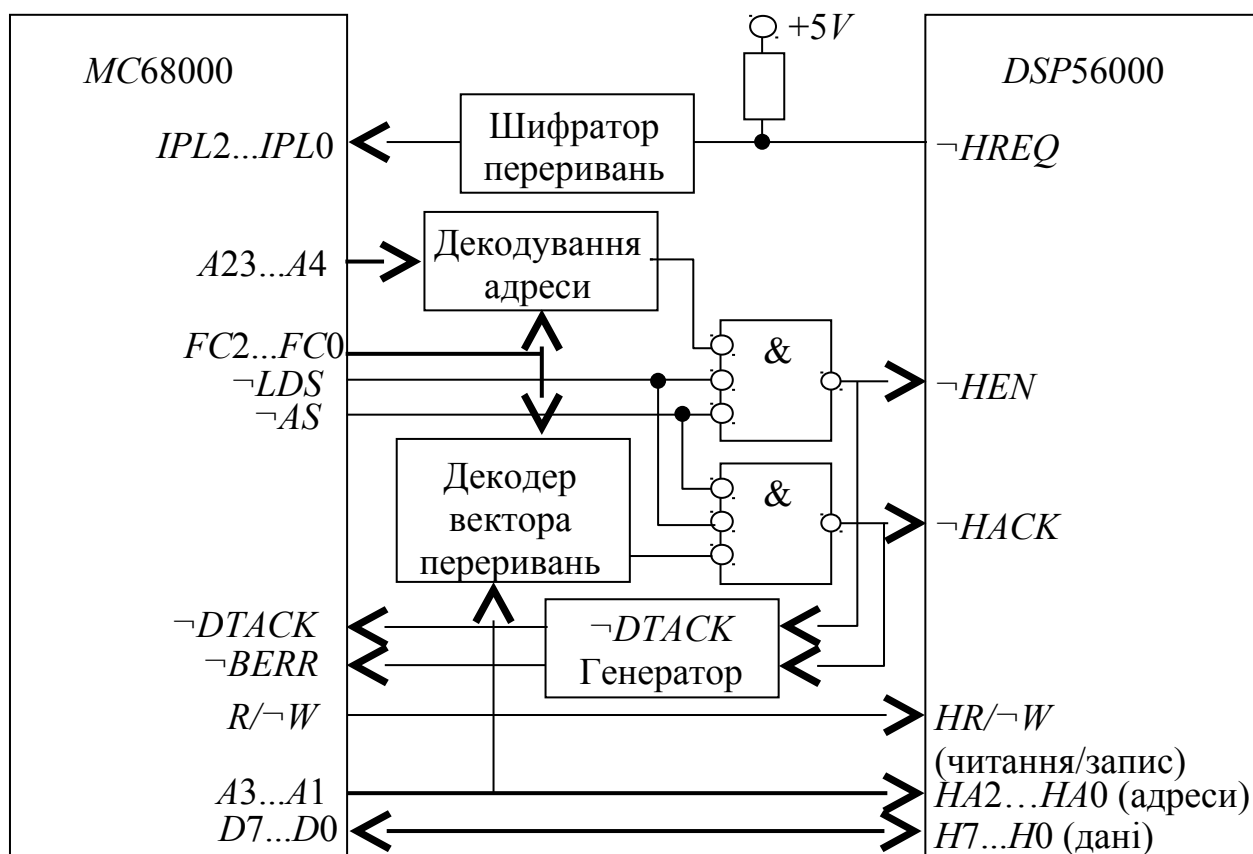 +5V
MC68000
DSP56000
IPL2...IPL0
Шифратор
переривань
¬HREQ
A23...A4
Декодування
адреси
FC2...FC0
&
¬LDS
¬HEN
¬AS
Декодер
вектора
переривань
&
¬HACK
¬DTACK
¬DTACK
Генератор
¬BERR
R/¬W
HR/¬W
(читання/запис)
A3...A1
HA2...HA0 (адреси)
D7...D0
H7...H0 (дані)